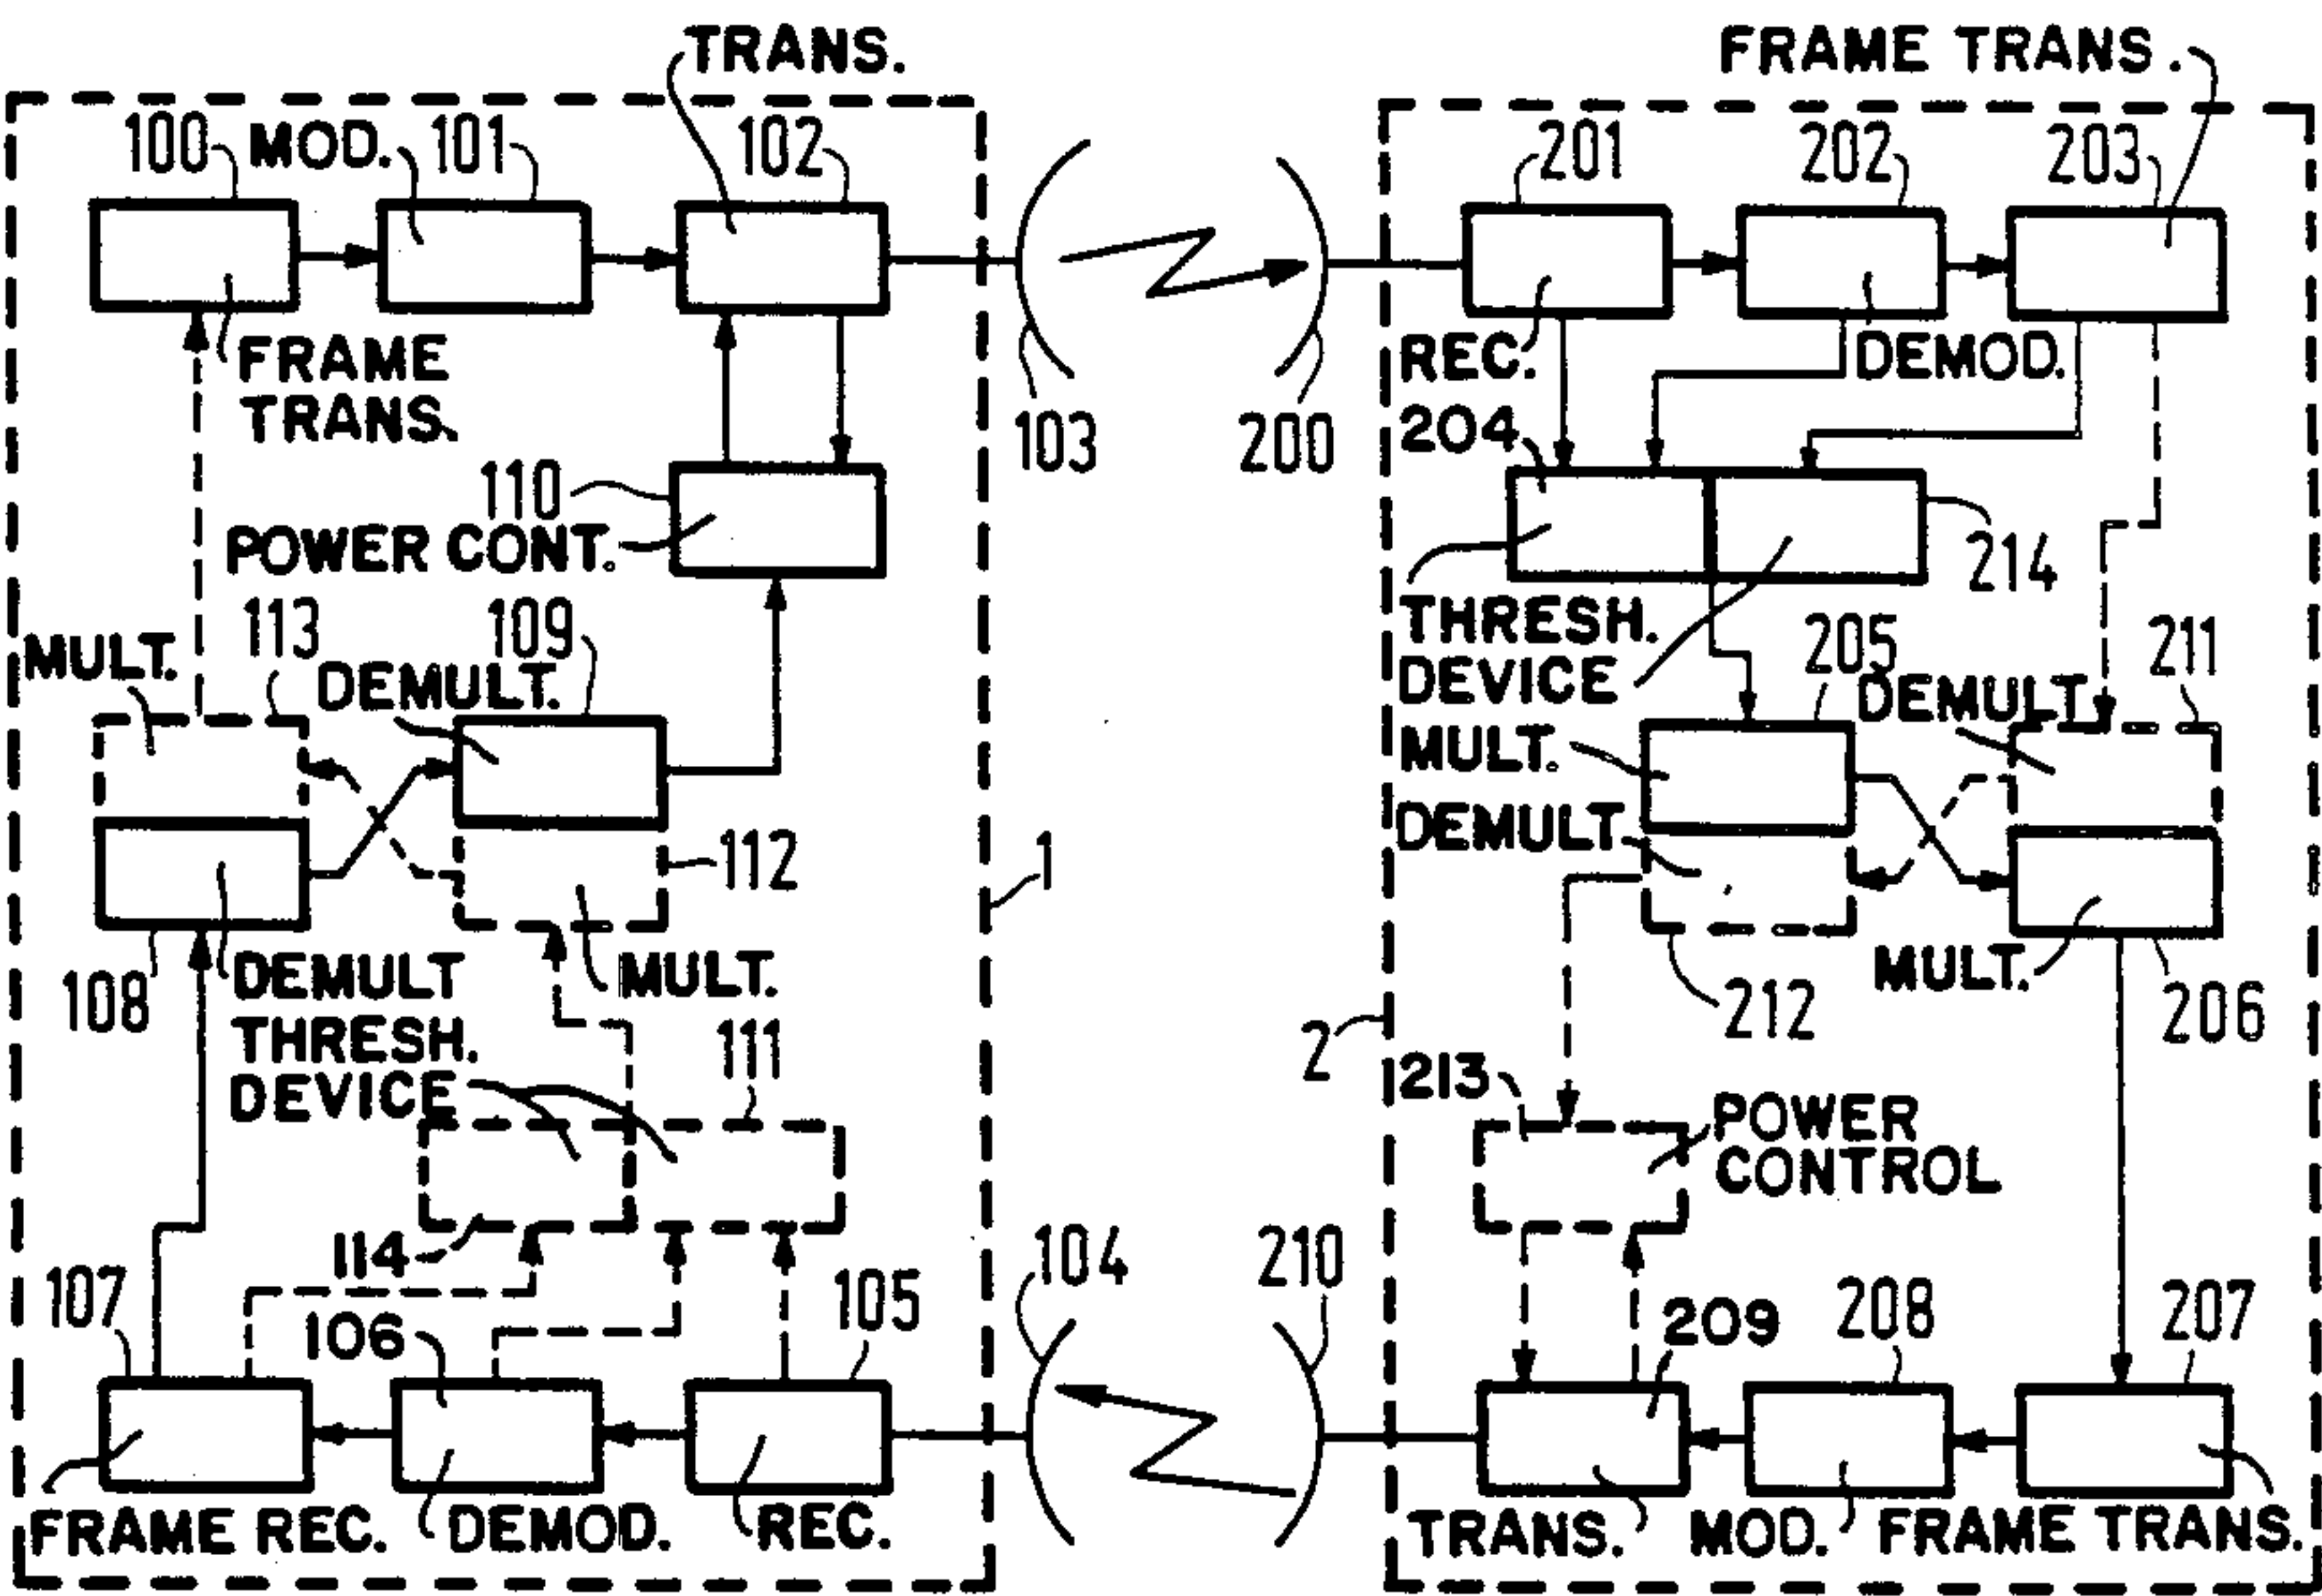 TRANS.
FRAME TRANS.
100 MOD. 101 102
201 202 203
FRAME
TRANS.
REC. DEMOD.
204
103 200
110
POWER CONT.
214
THRESH.
DEVICE
MULT. 113 109
DEMULT.
205 211
DEMULT.
MULT.
DEMULT.
112
1
108
DEMULT
MULT.
MULT.
212 206
THRESH.
DEVICE
111
2
213
POWER
CONTROL
114
104 210
107 106 105
209 208 207
FRAME REC. DEMOD. REC.
TRANS. MOD. FRAME TRANS.